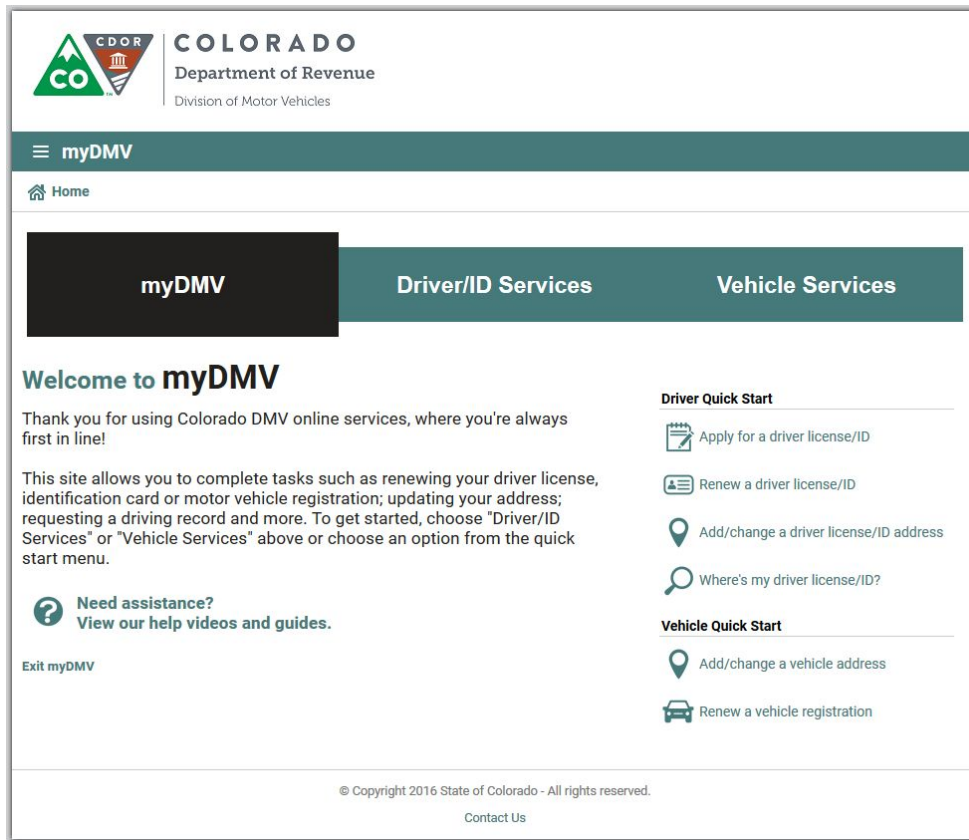 CDOR
CO
COLORADO
Department of Revenue
Division of Motor Vehicles
myDMV
Home
myDMV
Driver/ID Services
Vehicle Services
Welcome to myDMV
Thank you for using Colorado DMV online services, where you're always
first in line!
This site allows you to complete tasks such as renewing your driver license,
identification card or motor vehicle registration; updating your address;
requesting a driving record and more. To get started, choose "Driver/ID
Services" or "Vehicle Services" above or choose an option from the quick
start menu.
Need assistance?
View our help videos and guides.
Exit myDMV
Driver Quick Start
Apply for a driver license/ID
Renew a driver license/ID
Add/change a driver license/ID address
Where's my driver license/ID?
Vehicle Quick Start
Add/change a vehicle address
Renew a vehicle registration
© Copyright 2016 State of Colorado - All rights reserved.
Contact Us